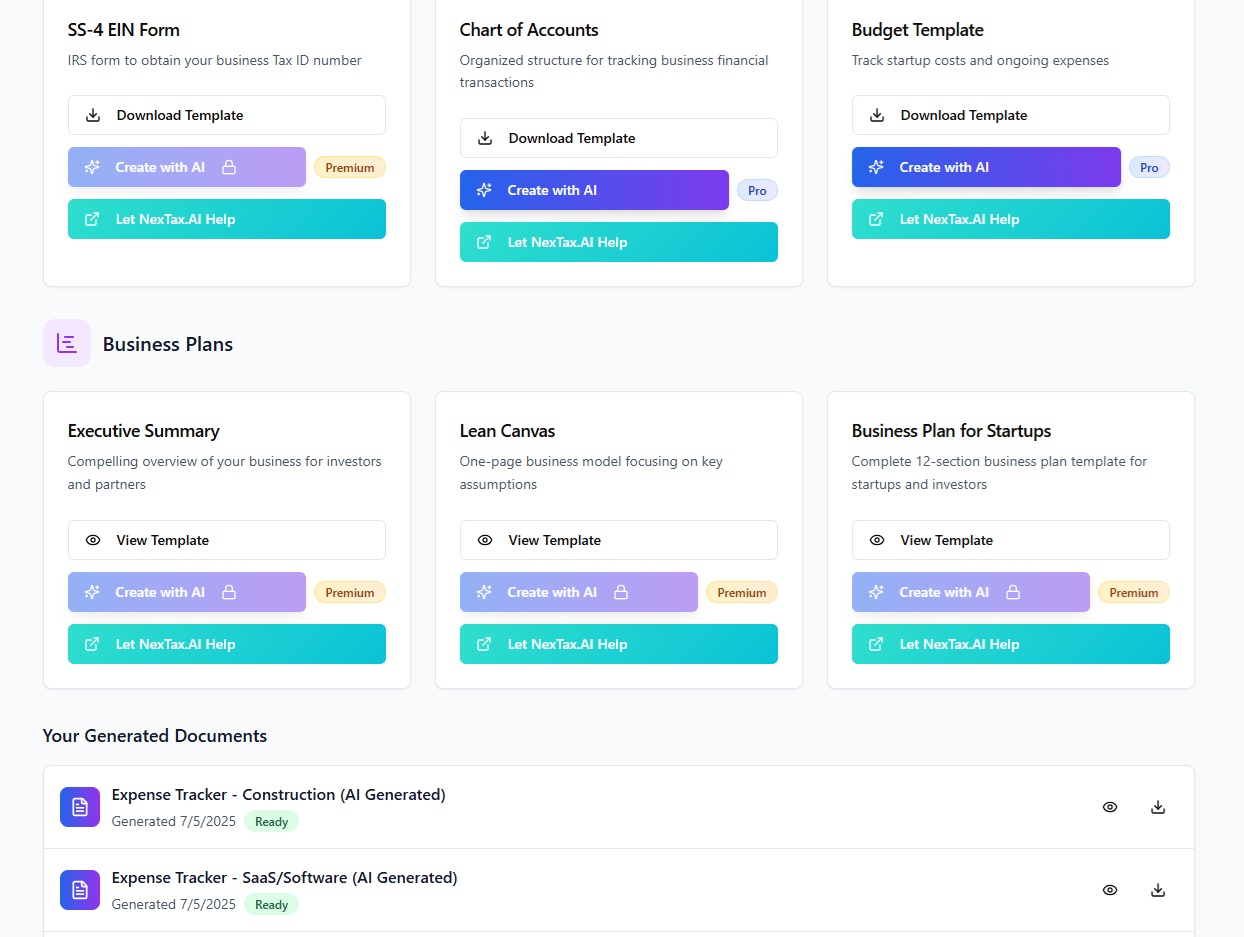 SS-4 EIN Form
IRS form to obtain your business Tax ID number
Download Template
Create with AI
Premium
Let NexTax.AI Help
Chart of Accounts
Organized structure for tracking business financial
transactions
Download Template
Create with AI
Pro
Let NexTax.AI Help
Budget Template
Track startup costs and ongoing expenses
Download Template
Create with AI
Pro
Let NexTax.AI Help
Business Plans
Executive Summary
Compelling overview of your business for investors
and partners
View Template
Create with AI
Premium
Let NexTax.AI Help
Lean Canvas
One-page business model focusing on key
assumptions
View Template
Create with AI
Premium
Let NexTax.AI Help
Business Plan for Startups
Complete 12-section business plan template for
startups and investors
View Template
Create with AI
Premium
Let NexTax.AI Help
Your Generated Documents
Expense Tracker - Construction (AI Generated)
Generated 7/5/2025 Ready
Expense Tracker - SaaS/Software (AI Generated)
Generated 7/5/2025 Ready